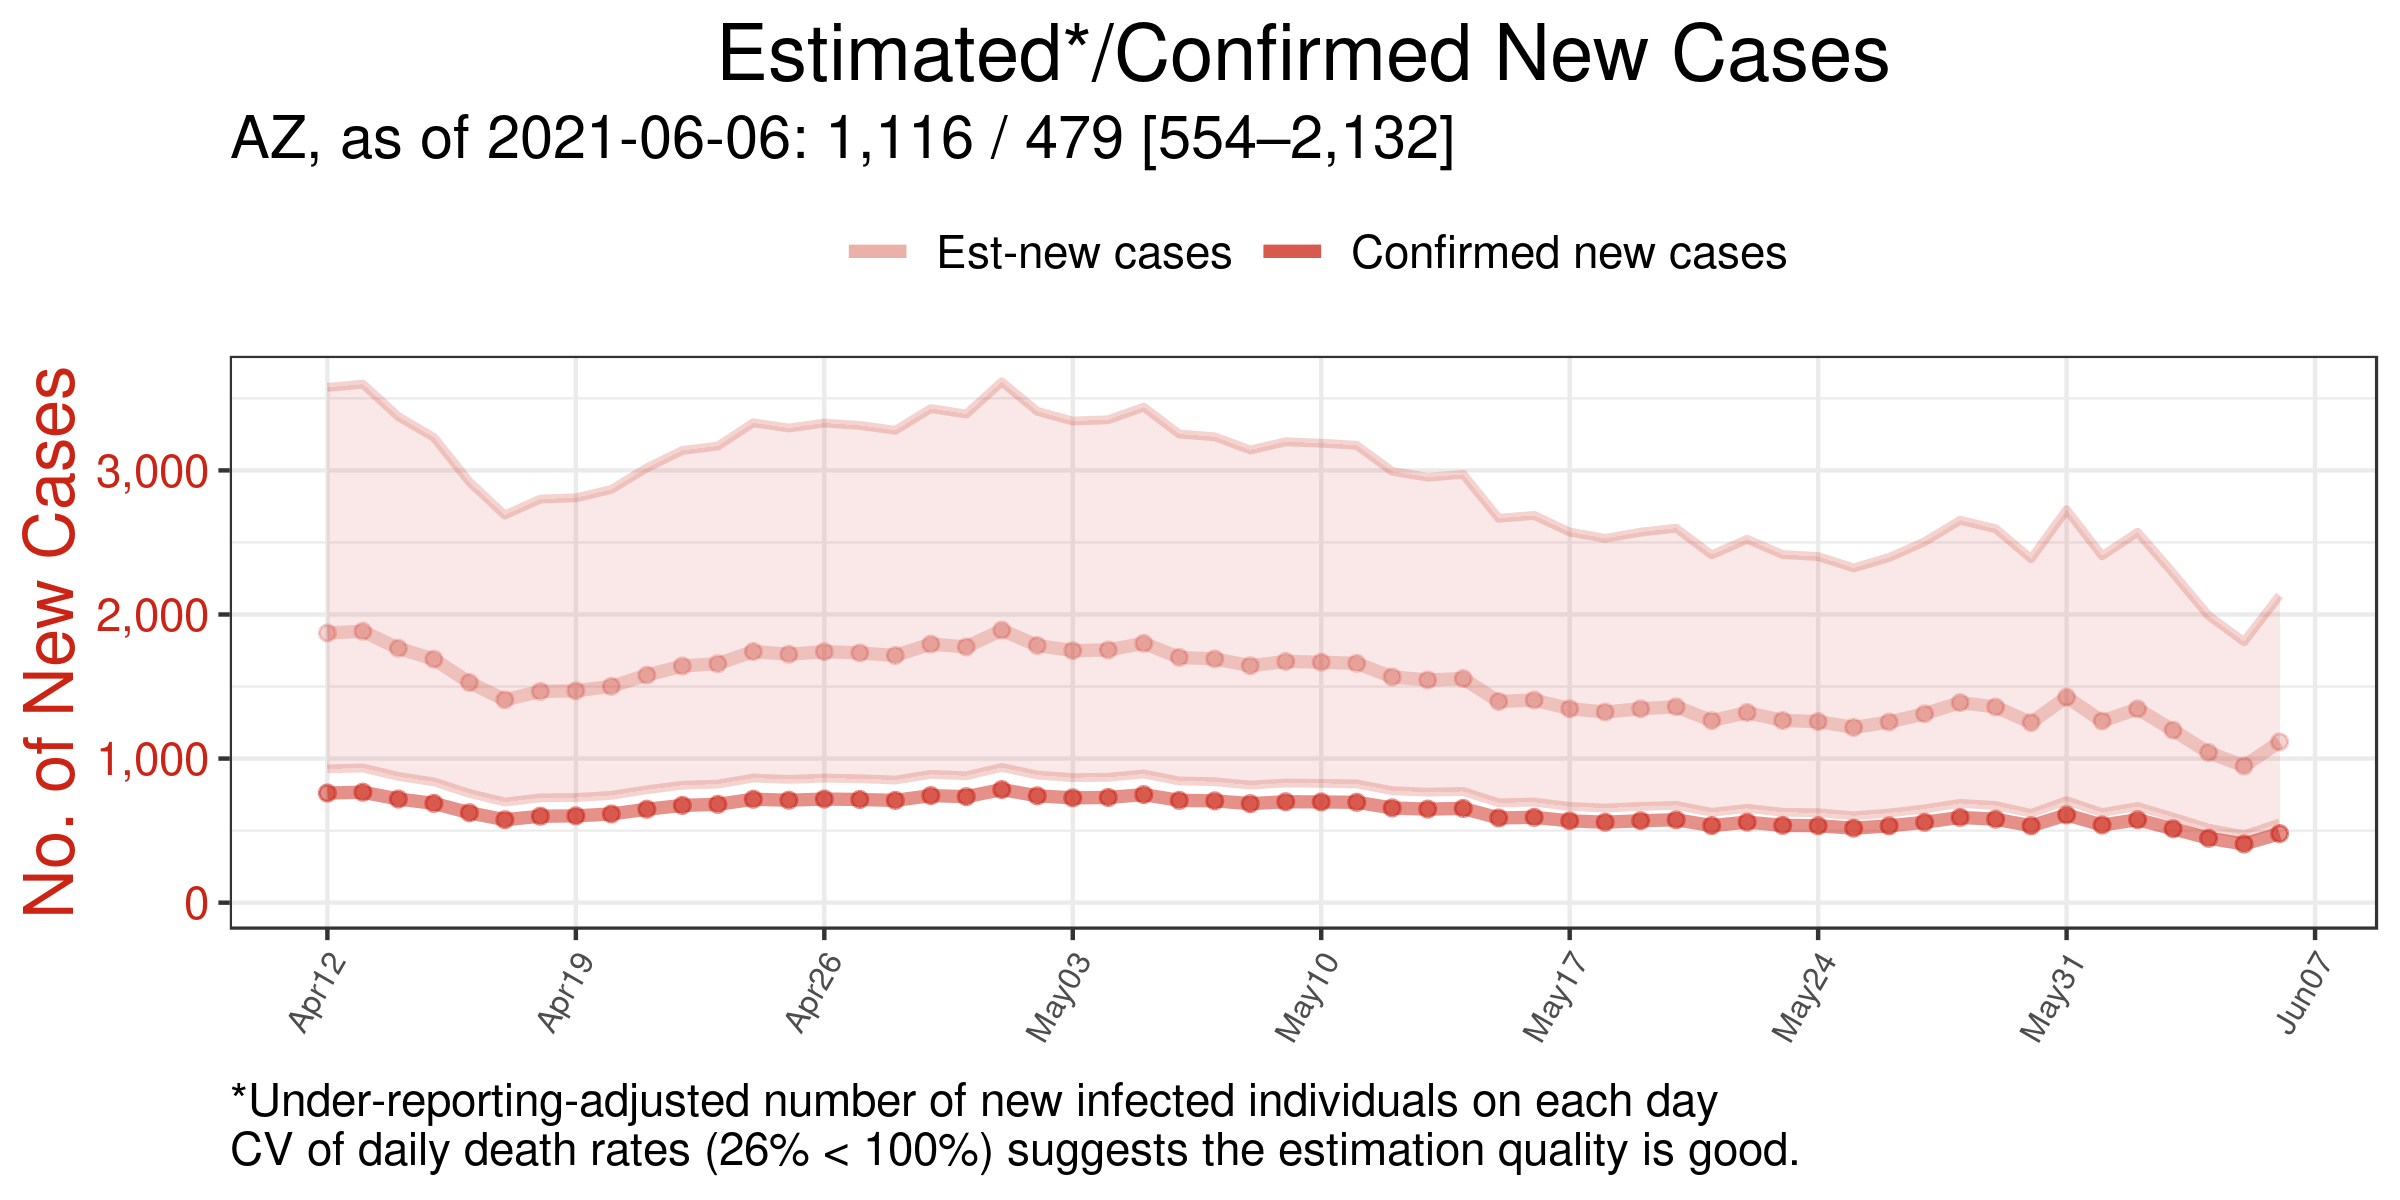 Estimated*/Confirmed New Cases
AZ, as of 2021-06-06: 1,116 / 479 [554–2,132]
Est-new cases
Confirmed new cases
No. of New Cases
3,000
2,000
1,000
0
Apr12
Apr19
Apr26
May03
May10
May17
May24
May31
Jun07
*Under-reporting-adjusted number of new infected individuals on each day
CV of daily death rates (26% < 100%) suggests the estimation quality is good.